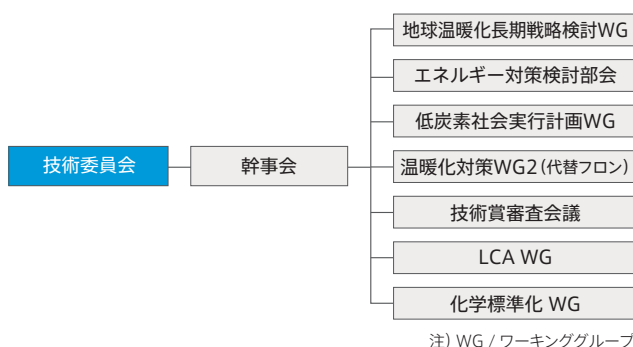 地球温暖化長期戦略検討WG
エネルギー対策検討部会
低炭素社会実行計画WG
技術委員会
幹事会
温暖化対策WG2(代替フロン)
技術賞審査会議
LCA WG
化学標準化 WG
注) WG / ワーキンググループ